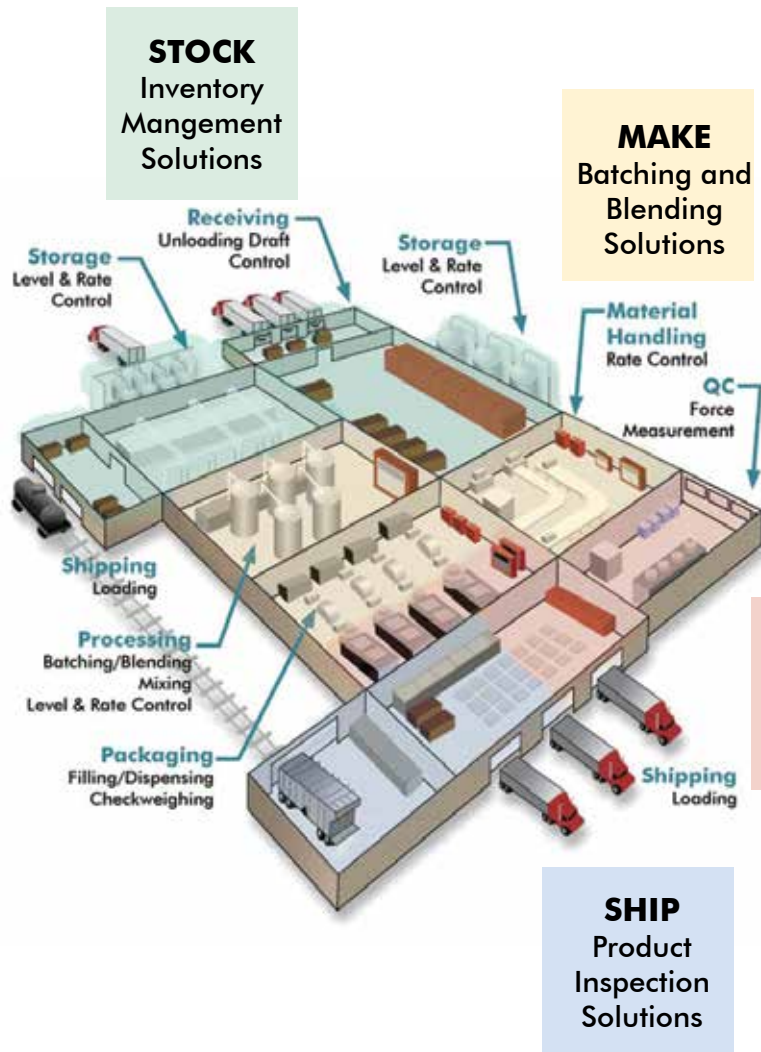 STOCK
Inventory
Mangement
Solutions
MAKE
Batching and
Blending
Solutions
Receiving
Unloading Draft
Control
Storage
Level & Rate
Control
Storage
Level & Rate
Control
Material
Handling
Rate Control
QC
Force
Measurement
Shipping
Loading
Processing
Batching/Blending
Mixing
Level & Rate Control
Packaging
Filling/Dispensing
Checkweighing
Shipping
Loading
SHIP
Product
Inspection
Solutions